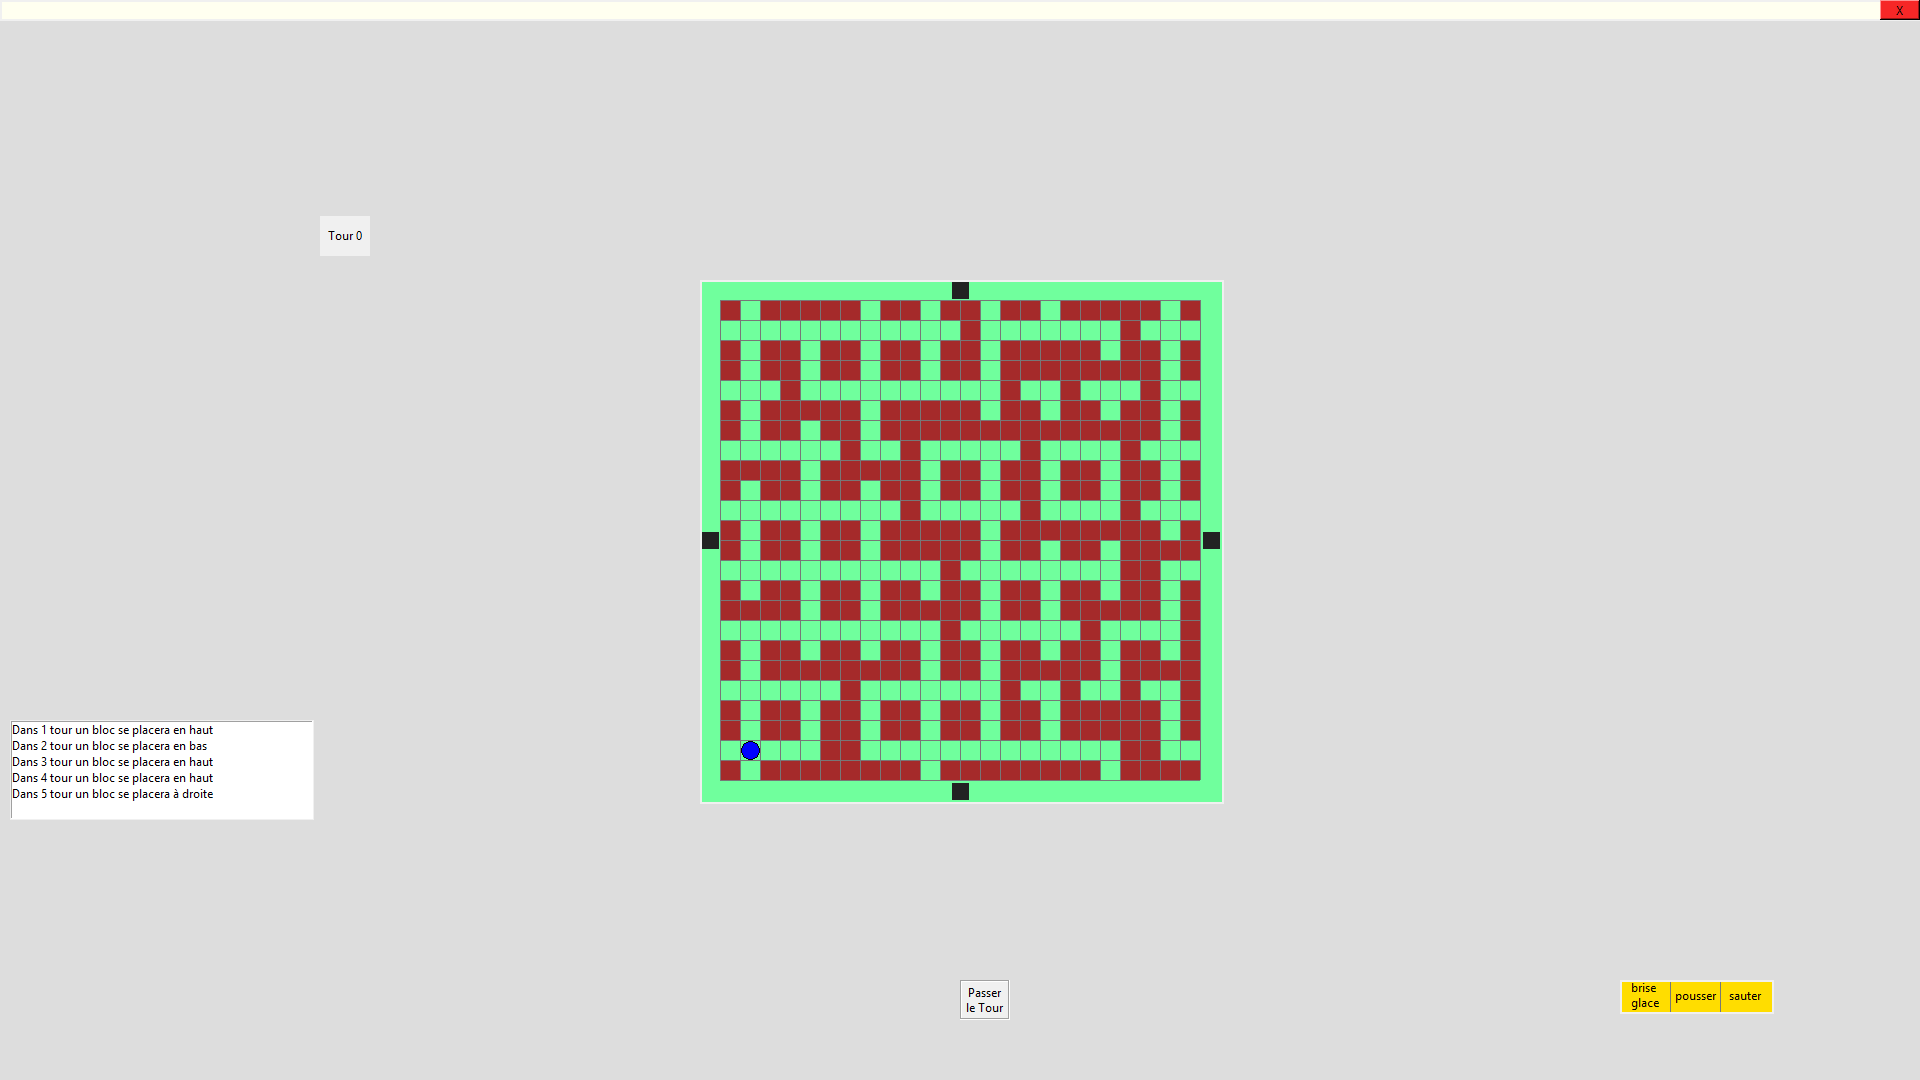 X
Tour 0
Dans 1 tour un bloc se placera en haut
Dans 2 tour un bloc se placera en bas
Dans 3 tour un bloc se placera en haut
Dans 4 tour un bloc se placera en haut
Dans 5 tour un bloc se placera à droite
Passer
le Tour
brise
glace
pousser
sauter